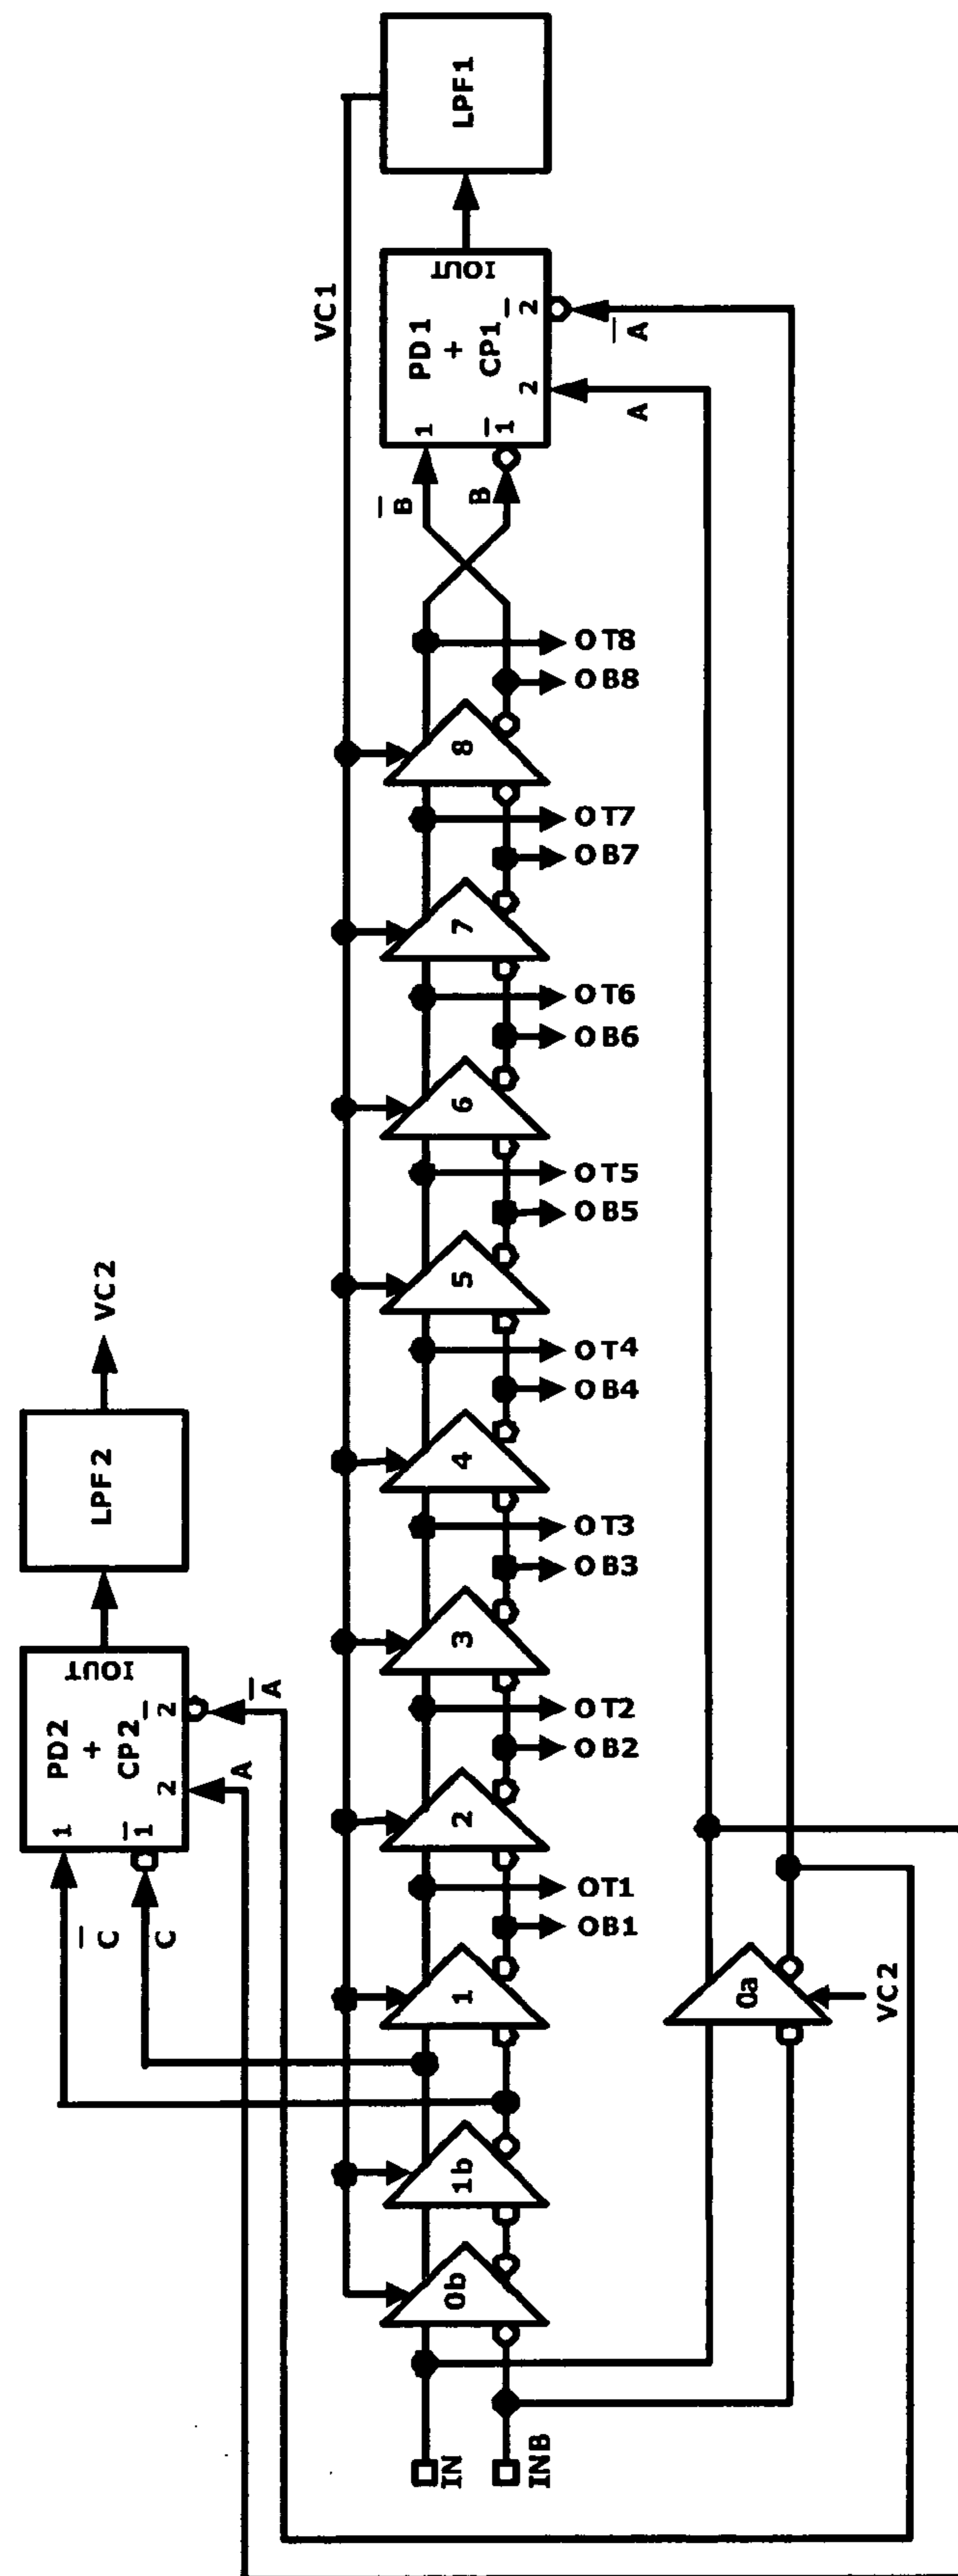 LPF1
VC1
IOUT
PD1
+
CP1
1
1
2
2
B
B
A
A
OT8
OB8
8
OT7
OB7
7
OT6
OB6
6
OT5
OB5
5
OT4
OB4
4
OT3
OB3
3
OT2
OB2
2
OT1
OB1
1
1b
0b
VC2
LPF2
IOUT
PD2
+
CP2
1
1
2
2
A
A
C
C
0a
VC2
IN
INB